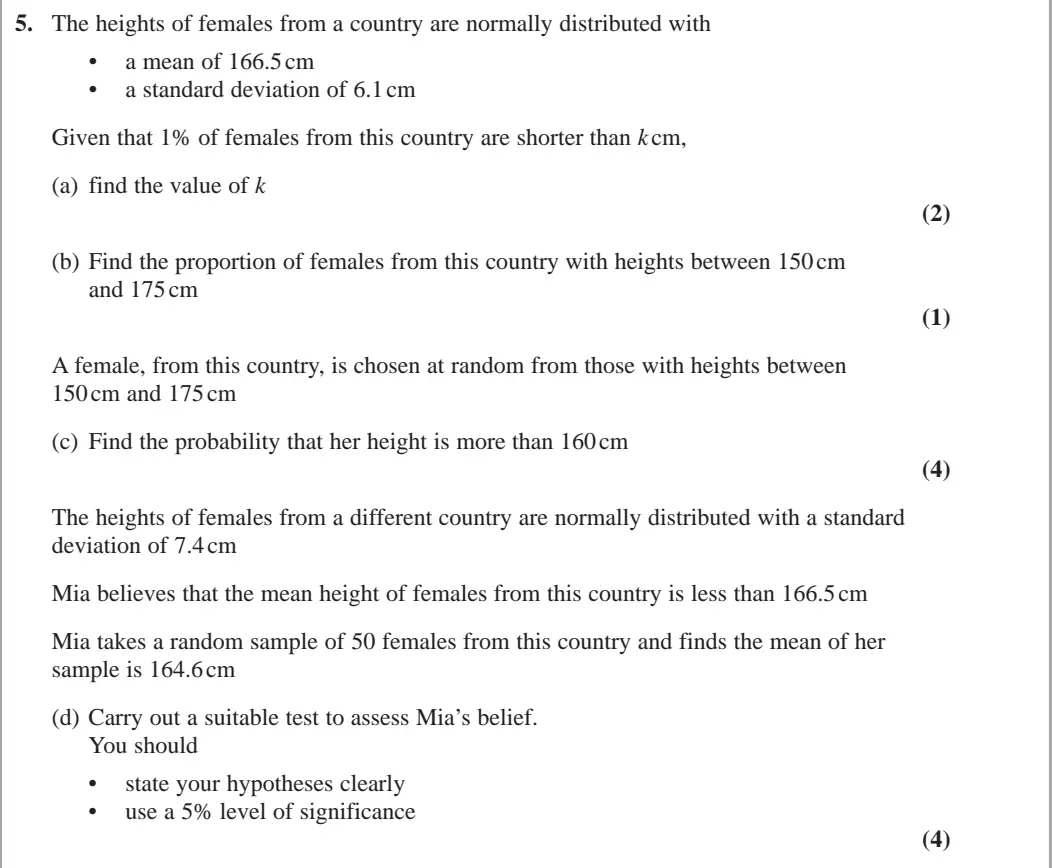 5. The heights of females from a country are normally distributed with
• a mean of 166.5 cm
• a standard deviation of 6.1 cm
Given that 1% of females from this country are shorter than k cm,
(a) find the value of k
(2)
(b) Find the proportion of females from this country with heights between 150 cm
and 175 cm
(1)
A female, from this country, is chosen at random from those with heights between
150 cm and 175 cm
(c) Find the probability that her height is more than 160 cm
(4)
The heights of females from a different country are normally distributed with a standard
deviation of 7.4 cm
Mia believes that the mean height of females from this country is less than 166.5 cm
Mia takes a random sample of 50 females from this country and finds the mean of her
sample is 164.6 cm
(d) Carry out a suitable test to assess Mia's belief.
You should
• state your hypotheses clearly
• use a 5% level of significance
(4)